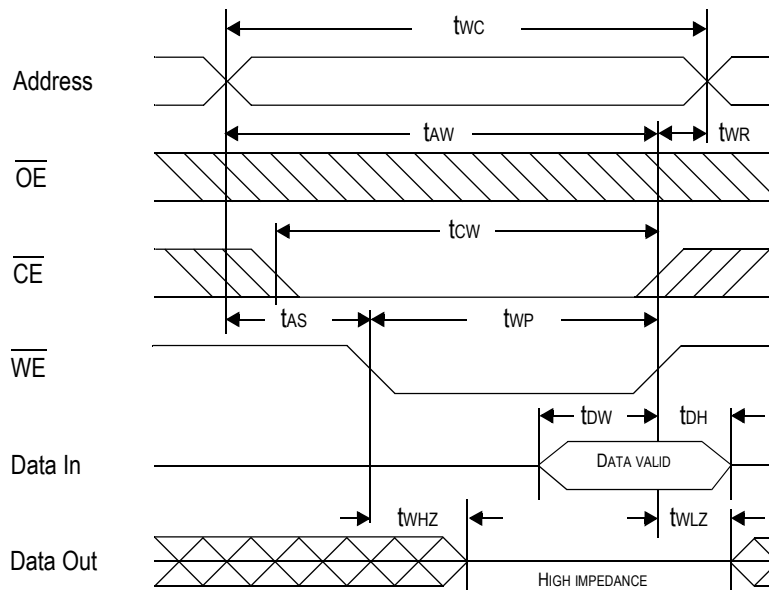 tWC
Address
tAW tWR
OE
tCW
CE
tAS tWP
WE
tDW tDH
Data In DATA VALID
tWHZ tWLZ
Data Out
HIGH IMPEDANCE